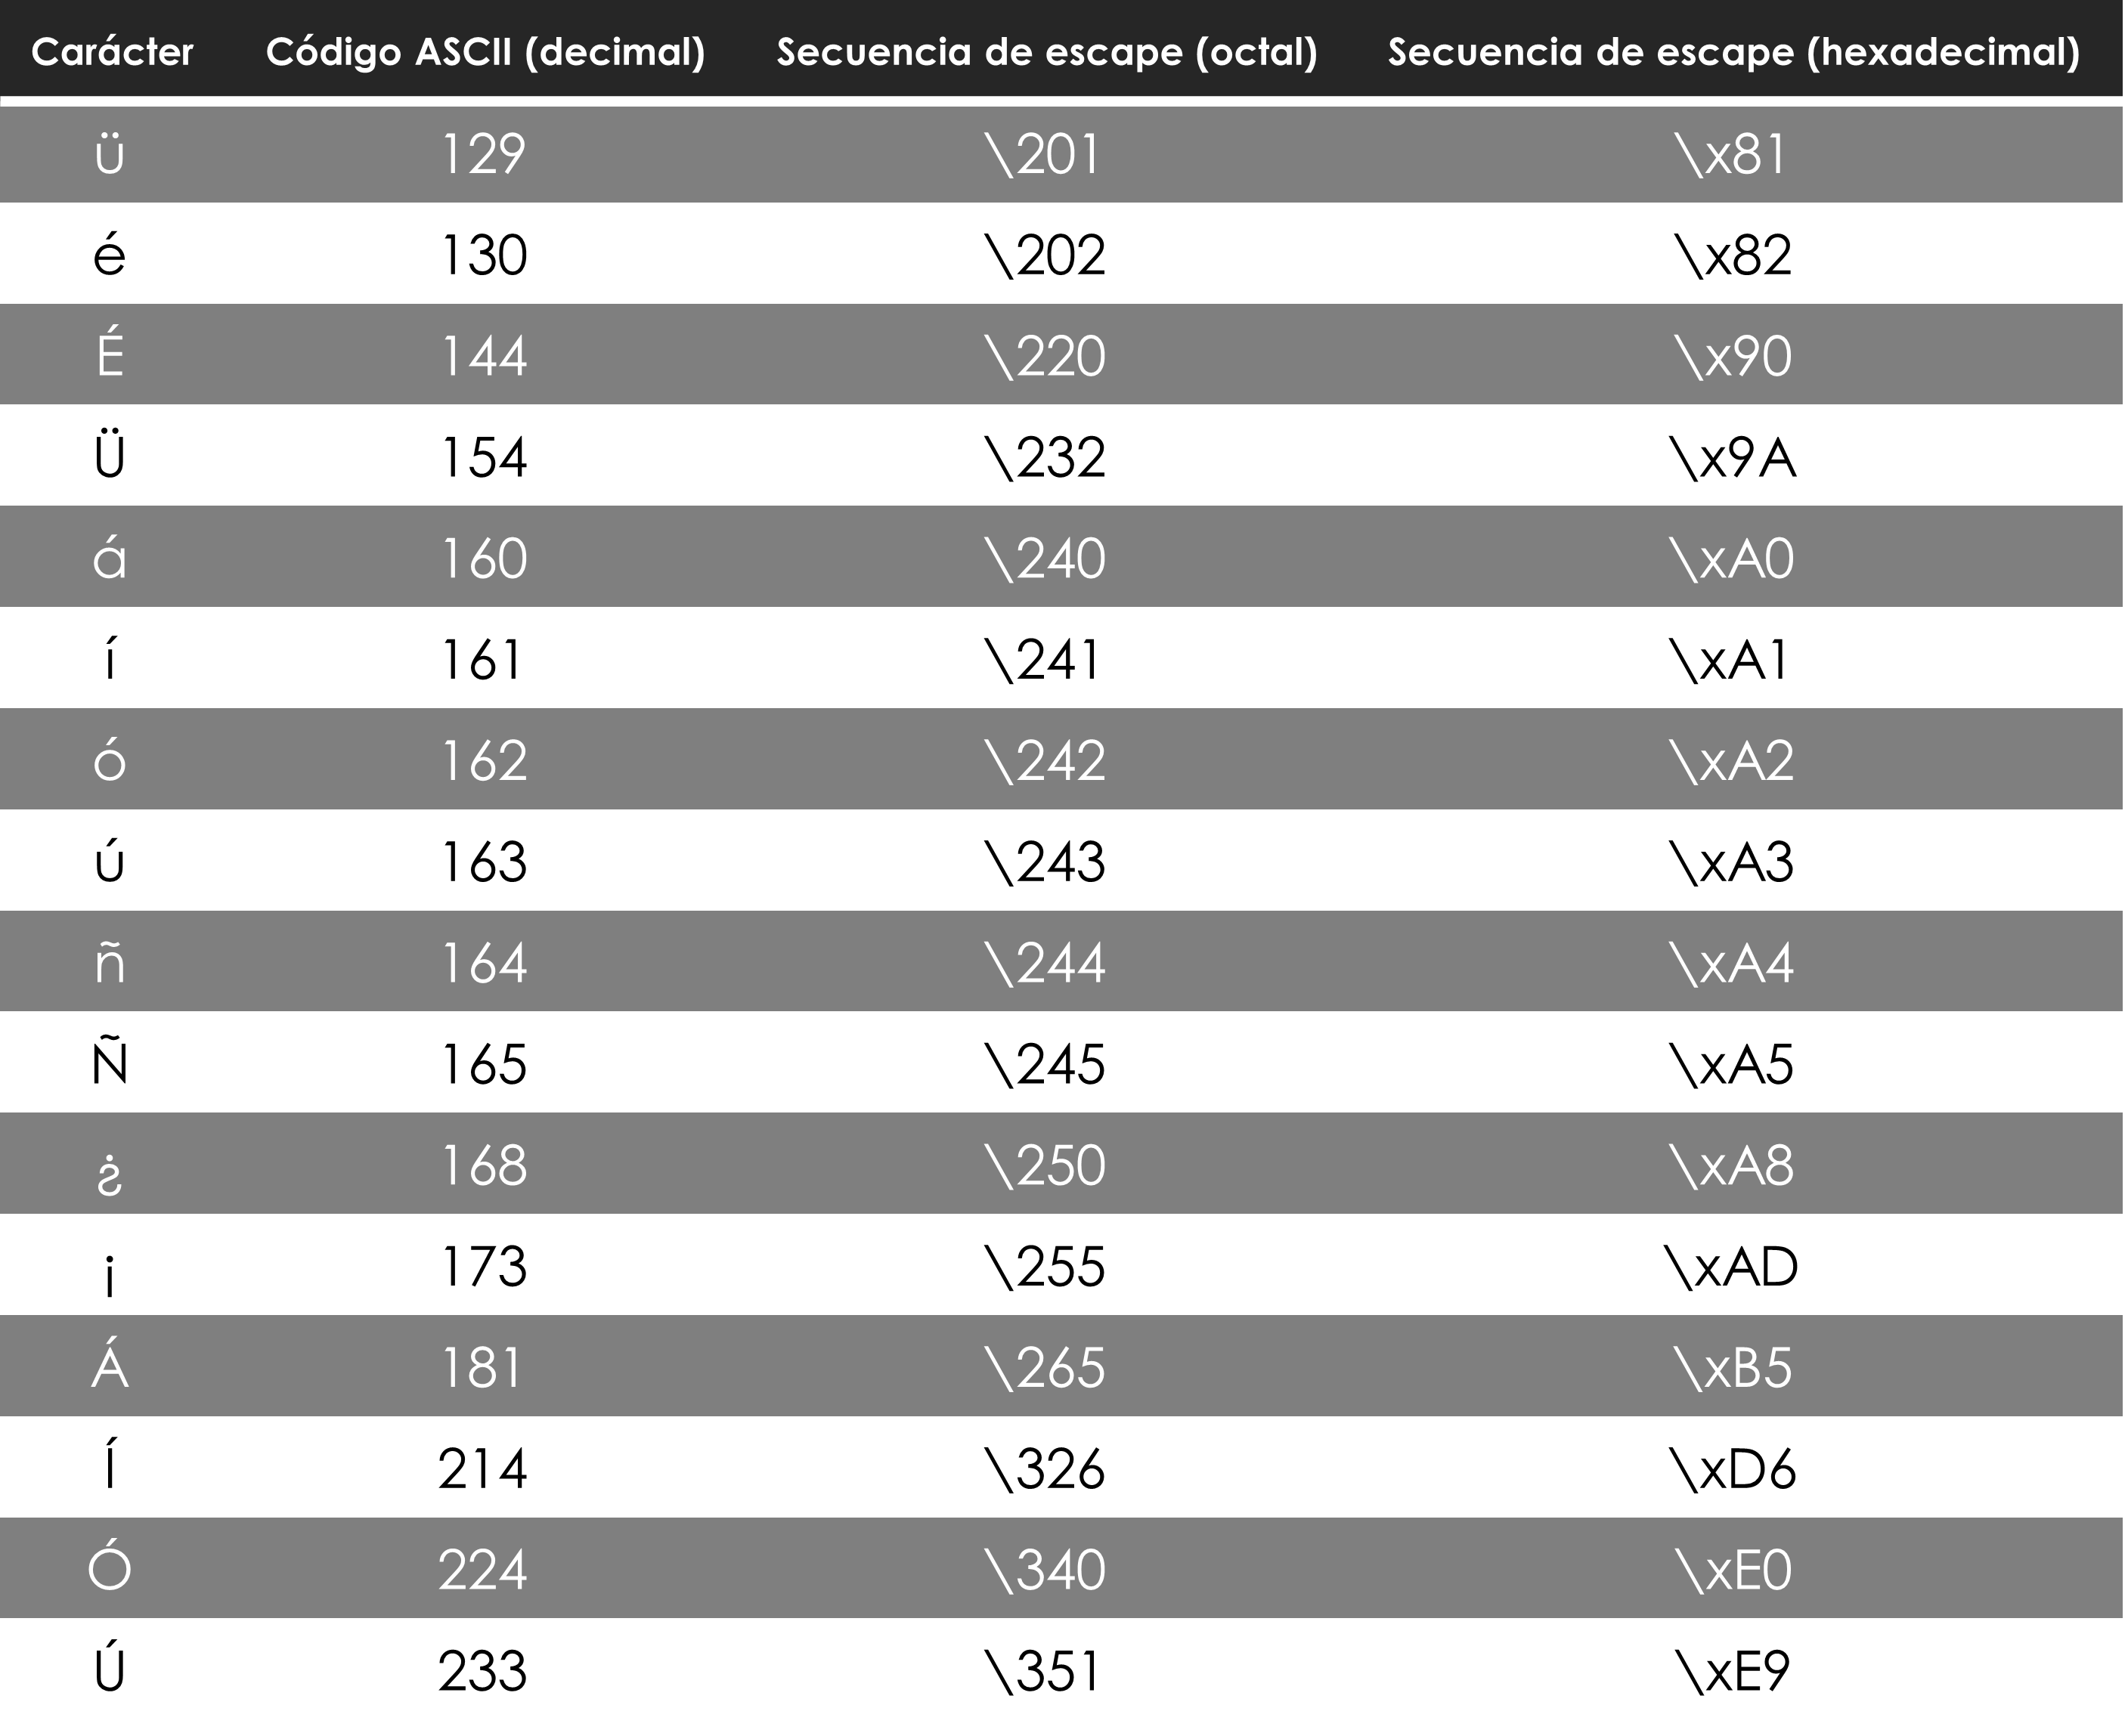 Carácter Código ASCII (decimal) Secuencia de escape (octal) Secuencia de escape (hexadecimal)
ü 129 \201 \x81
é 130 \202 \x82
É 144 \220 \x90
Ü 154 \232 \x9A
á 160 \240 \xA0
í 161 \241 \xA1
ó 162 \242 \xA2
ú 163 \243 \xA3
ñ 164 \244 \xA4
Ñ 165 \245 \xA5
¿ 168 \250 \xA8
¡ 173 \255 \xAD
Á 181 \265 \xB5
Í 214 \326 \xD6
Ó 224 \340 \xE0
Ú 233 \351 \xE9